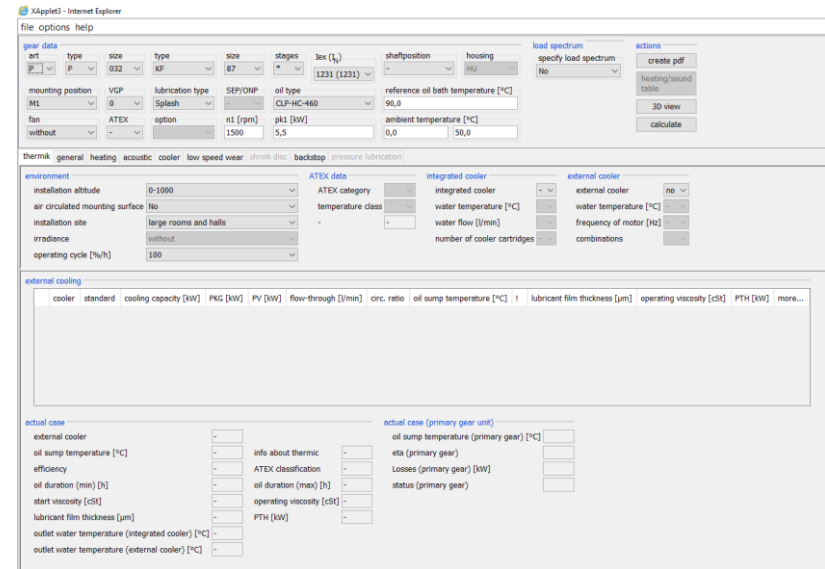 XApplet3 - Internet Explorer
file options help
gear data load spectrum actions
art type size type size stages Iex (IN) shaftposition housing specify load spectrum create pdf
P P 032 KF 87 * 1231 (1231) - HU No heating/sound table
mounting position VGP lubrication type SEP/ONP oil type reference oil bath temperature [°C] 3D view
M1 0 Splash - CLP-HC-460 90,0
fan ATEX option n1 [rpm] pk1 [kW] ambient temperature [°C] calculate
without - 1500 5,5 0,0 50,0
thermik general heating acoustic cooler low speed wear shrink disc backstop pressure lubrication
environment ATEX data integrated cooler external cooler
installation altitude 0-1000 ATEX category integrated cooler - external cooler no
air circulated mounting surface No temperature class water temperature [°C] water temperature [°C] -
installation site large rooms and halls - - water flow [l/min] frequency of motor [Hz] -
irradiance without number of cooler cartridges - combinations
operating cycle [%/h] 100
external cooling
cooler standard cooling capacity [kW] PKG [kW] PV [kW] flow-through [l/min] circ. ratio oil sump temperature [°C] ! lubricant film thickness [µm] operating viscosity [cSt] PTH [kW] more...
actual case actual case (primary gear unit)
external cooler - oil sump temperature (primary gear) [°C]
oil sump temperature [°C] - info about thermic - eta (primary gear)
efficiency - ATEX classification - Losses (primary gear) [kW]
oil duration (min) [h] - oil duration (max) [h] - status (primary gear)
start viscosity [cSt] - operating viscosity [cSt] -
lubricant film thickness [µm] - PTH [kW] -
outlet water temperature (integrated cooler) [°C] -
outlet water temperature (external cooler) [°C] -